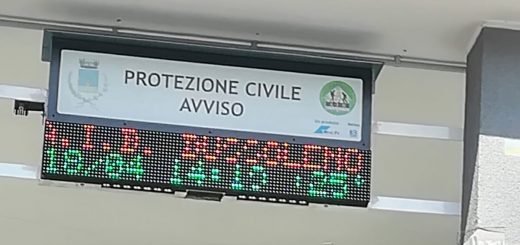 PROTEZIONE CIVILE
AVVISO
.I.B. BUSSOLENO
18/04 14:13 25°